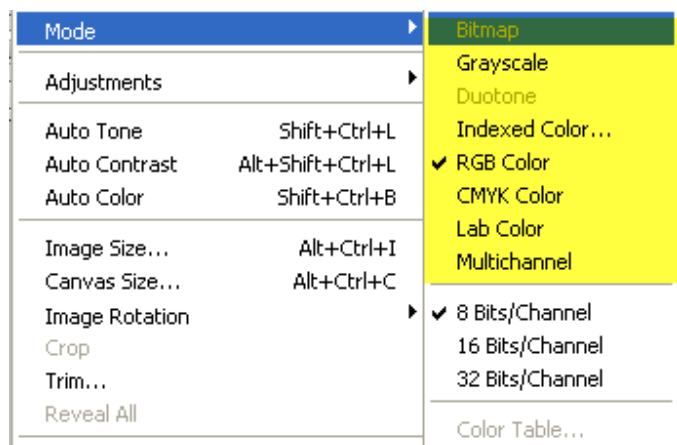 Mode
Adjustments
Auto Tone Shift+Ctrl+L
Auto Contrast Alt+Shift+Ctrl+L
Auto Color Shift+Ctrl+B
Image Size... Alt+Ctrl+I
Canvas Size... Alt+Ctrl+C
Image Rotation
Crop
Trim...
Reveal All
Bitmap
Grayscale
Duotone
Indexed Color...
RGB Color
CMYK Color
Lab Color
Multichannel
8 Bits/Channel
16 Bits/Channel
32 Bits/Channel
Color Table...